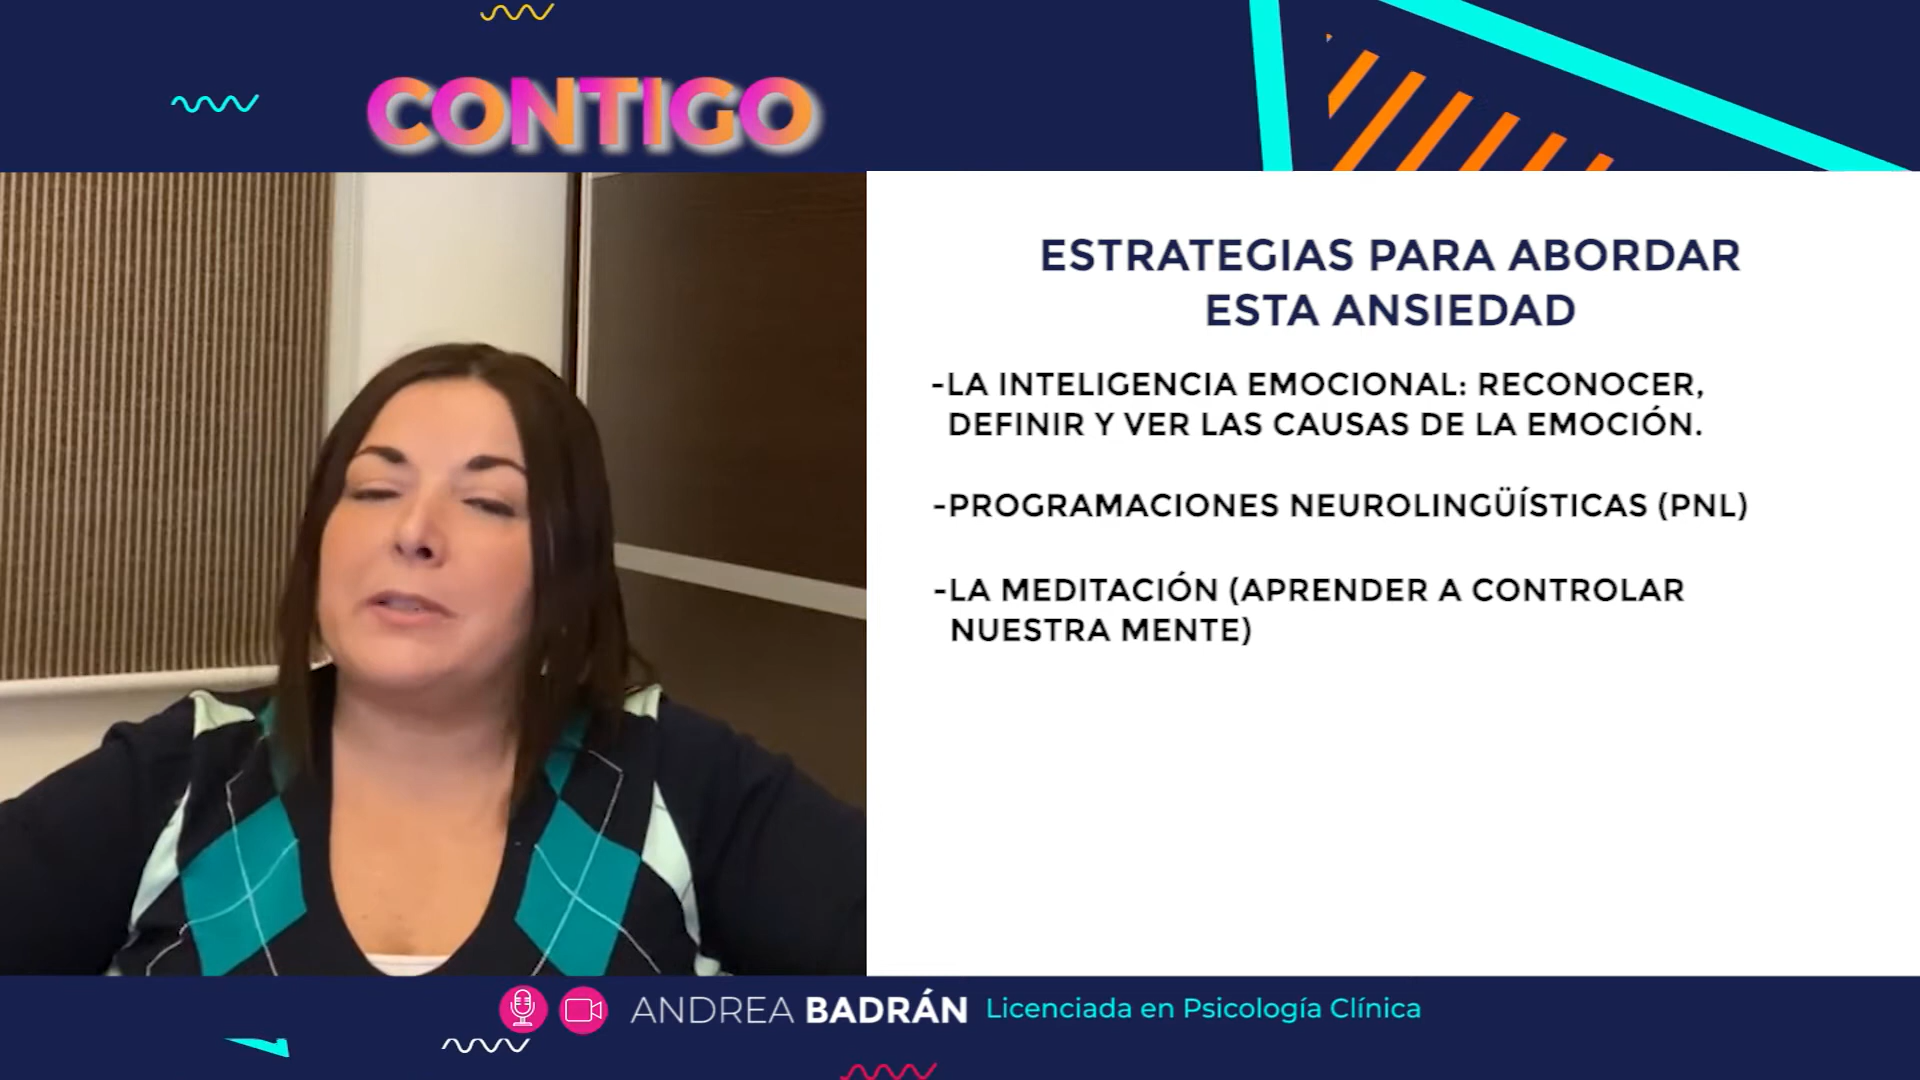 CONTIGO
ESTRATEGIAS PARA ABORDAR
ESTA ANSIEDAD
-LA INTELIGENCIA EMOCIONAL: RECONOCER,
DEFINIR Y VER LAS CAUSAS DE LA EMOCIÓN.
-PROGRAMACIONES NEUROLINGÜÍSTICAS (PNL)
-LA MEDITACIÓN (APRENDER A CONTROLAR
NUESTRA MENTE)
ANDREA BADRÁN Licenciada en Psicología Clínica